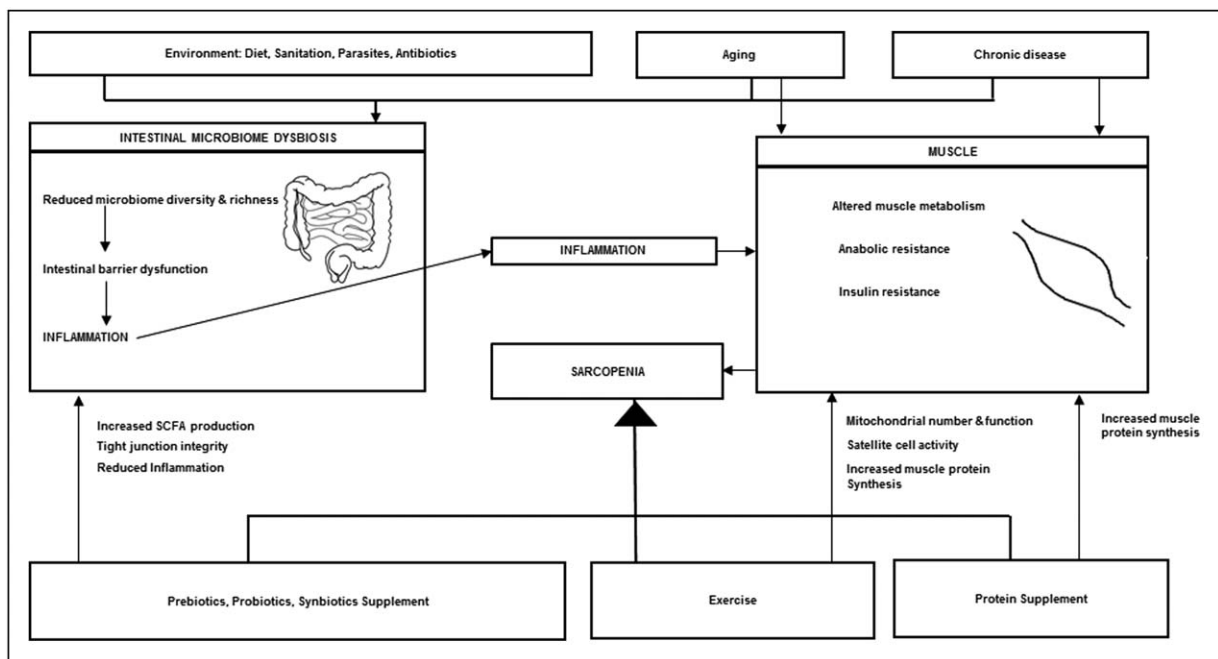 Environment: Diet, Sanitation, Parasites, Antibiotics
Aging
Chronic disease
INTESTINAL MICROBIOME DYSBIOSIS
Reduced microbiome diversity & richness
Intestinal barrier dysfunction
INFLAMMATION
INFLAMMATION
MUSCLE
Altered muscle metabolism
Anabolic resistance
Insulin resistance
SARCOPENIA
Increased SCFA production
Tight junction integrity
Reduced Inflammation
Mitochondrial number & function
Satellite cell activity
Increased muscle protein
Synthesis
Increased muscle
protein synthesis
Prebiotics, Probiotics, Synbiotics Supplement
Exercise
Protein Supplement